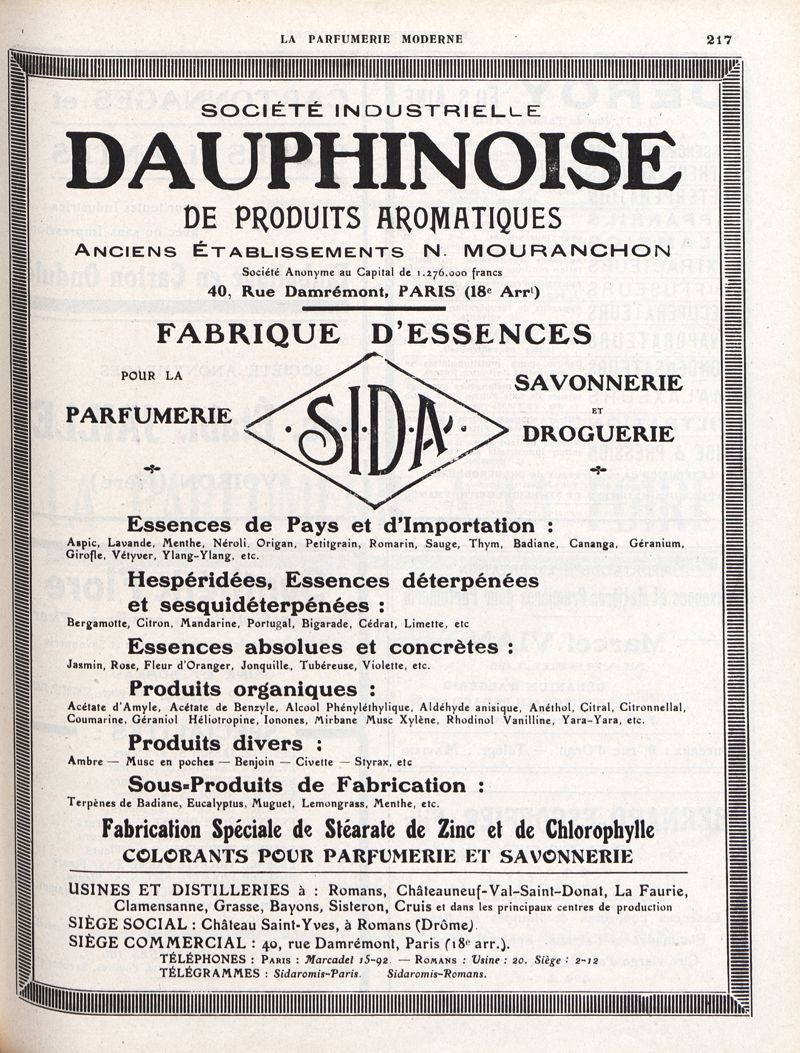 LA PARFUMERIE MODERNE
217
SOCIÉTÉ INDUSTRIELLE
DAUPHINOISE
DE PRODUITS AROMATIQUES
ANCIENS ÉTABLISSEMENTS N. MOURANCHON
Société Anonyme au Capital de 1.276.000 francs
40, Rue Damrémont, PARIS (18e Arrt)
FABRIQUE D'ESSENCES
POUR LA
PARFUMERIE
·S·I·D·A·
SAVONNERIE
ET
DROGUERIE
Essences de Pays et d'Importation :
Aspic, Lavande, Menthe, Néroli, Origan, Petitgrain, Romarin, Sauge, Thym, Badiane, Cananga, Géranium,
Girofle, Vétyver, Ylang-Ylang, etc.
Hespéridées, Essences déterpénées
et sesquidéterpénées :
Bergamotte, Citron, Mandarine, Portugal, Bigarade, Cédrat, Limette, etc
Essences absolues et concrètes :
Jasmin, Rose, Fleur d'Oranger, Jonquille, Tubéreuse, Violette, etc.
Produits organiques :
Acétate d'Amyle, Acétate de Benzyle, Alcool Phényléthylique, Aldéhyde anisique, Anéthol, Citral, Citronnellal,
Coumarine, Géraniol Héliotropine, Ionones, Mirbane Musc Xylène, Rhodinol Vanilline, Yara-Yara, etc.
Produits divers :
Ambre — Musc en poches — Benjoin — Civette — Styrax, etc
Sous=Produits de Fabrication :
Terpènes de Badiane, Eucalyptus, Muguet, Lemongrass, Menthe, etc.
Fabrication Spéciale de Stéarate de Zinc et de Chlorophylle
COLORANTS POUR PARFUMERIE ET SAVONNERIE
USINES ET DISTILLERIES à : Romans, Châteauneuf-Val-Saint-Donat, La Faurie,
Clamensanne, Grasse, Bayons, Sisteron, Cruis et dans les principaux centres de production
SIÈGE SOCIAL : Château Saint-Yves, à Romans (Drôme).
SIÈGE COMMERCIAL : 40, rue Damrémont, Paris (18e arr.).
TÉLÉPHONES : PARIS : Marcadet 15-92. — ROMANS : Usine : 20. Siège : 2-12
TÉLÉGRAMMES : Sidaromis-Paris. Sidaromis-Romans.